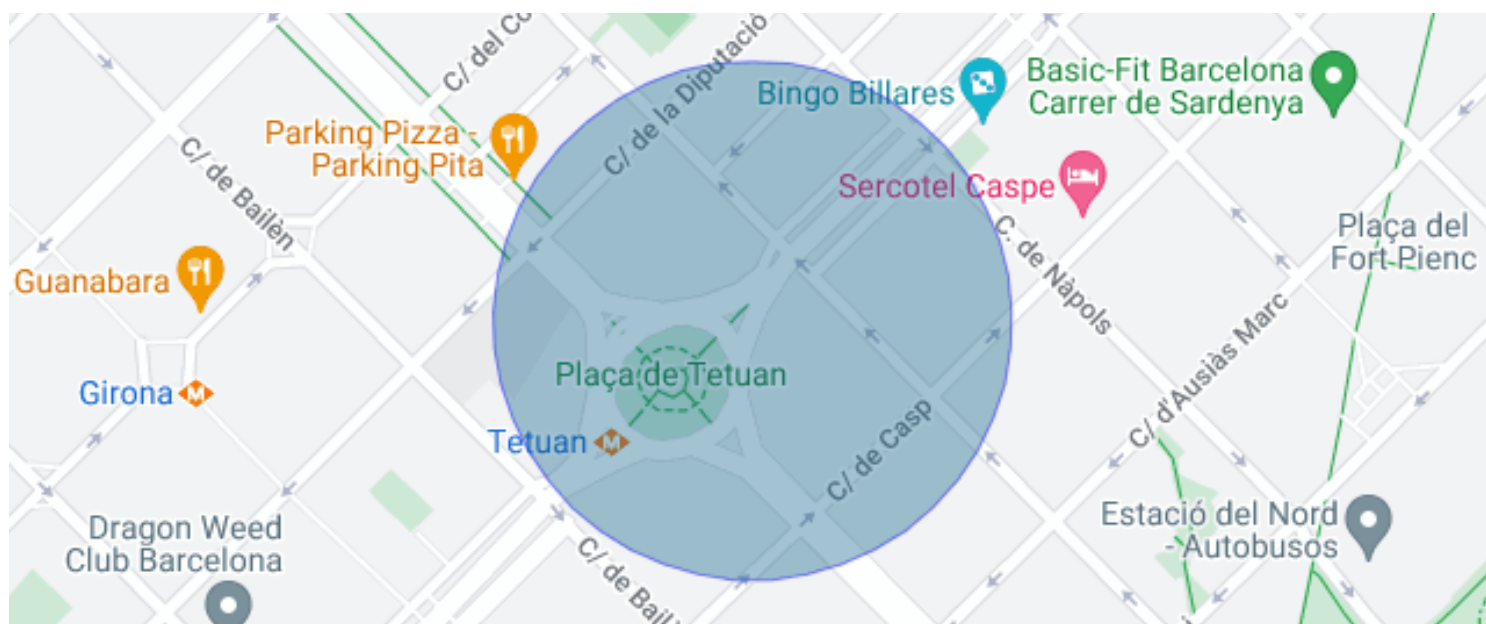 C/ del Co
C/ de la Diputació
Bingo Billares
Basic-Fit Barcelona
Carrer de Sardenya
Parking Pizza -
Parking Pita
C/ de Bailèn
Sercotel Caspe
Plaça del
Fort Pienc
C. de Nàpols
Guanabara
Plaça de Tetuan
Girona
M
C/ d'Ausiàs Marc
C/ de Casp
Tetuan
M
Dragon Weed
Club Barcelona
C/ de Bail
Estació del Nord
- Autobusos